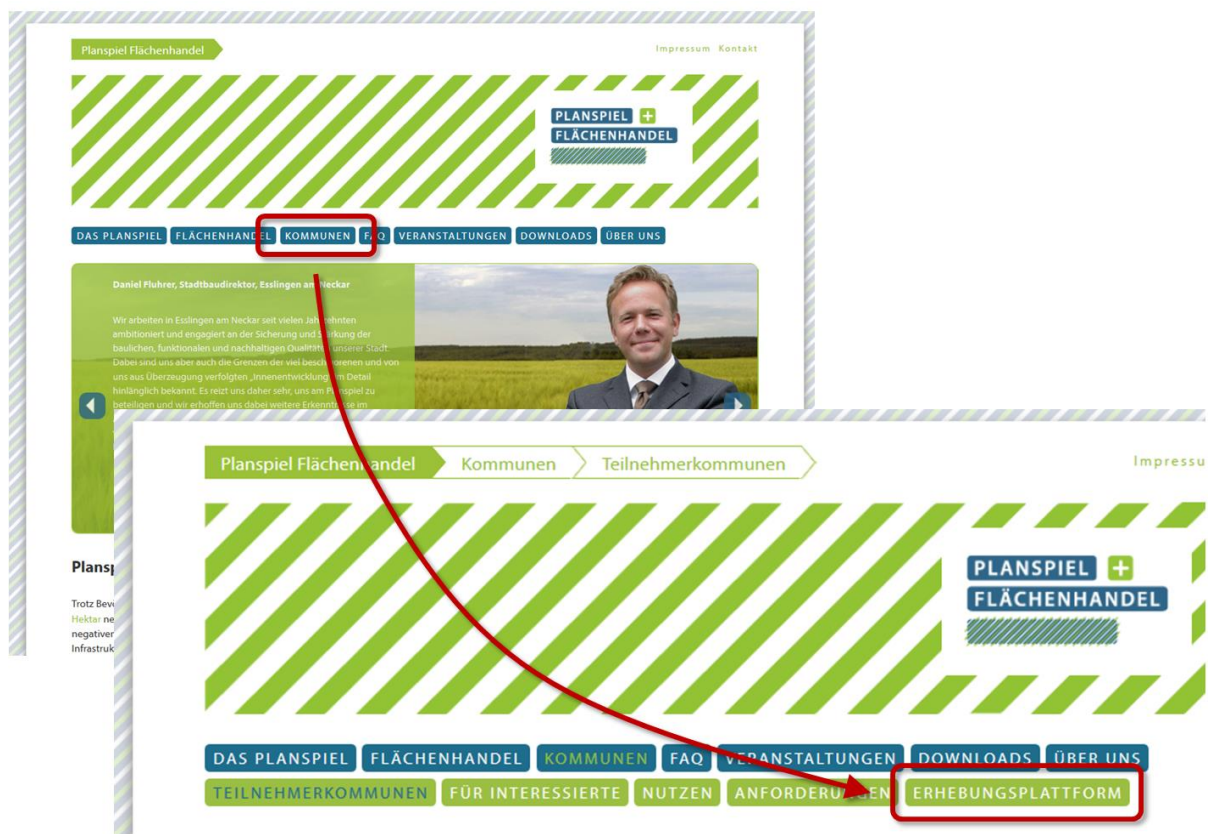 Planspiel Flächenhandel
Impressum Kontakt
PLANSPIEL +
FLÄCHENHANDEL
DAS PLANSPIEL FLÄCHENHANDEL KOMMUNEN FAQ VERANSTALTUNGEN DOWNLOADS ÜBER UNS
Daniel Fluhrer, Stadtbaudirektor, Esslingen am Neckar
Wir arbeiten in Esslingen am Neckar seit vielen Jahrzehnten
ambitioniert und engagiert an der Sicherung und Stärkung der
baulichen, funktionalen und nachhaltigen Qualitäten unserer Stadt.
Dabei sind uns aber auch die Grenzen der viel beschworenen und von
uns aus Überzeugung verfolgten „Innenentwicklung" im Detail
hinlänglich bekannt. Es reizt uns daher sehr, uns am Planspiel zu
beteiligen und wir erhoffen uns dabei weitere Erkenntnisse im
Plansp
Trotz Bev
Hektar ne
negativer
Infrastruk
Planspiel Flächenhandel Kommunen Teilnehmerkommunen
Impressu
PLANSPIEL +
FLÄCHENHANDEL
DAS PLANSPIEL FLÄCHENHANDEL KOMMUNEN FAQ VERANSTALTUNGEN DOWNLOADS ÜBER UNS
TEILNEHMERKOMMUNEN FÜR INTERESSIERTE NUTZEN ANFORDERUNGEN ERHEBUNGSPLATTFORM